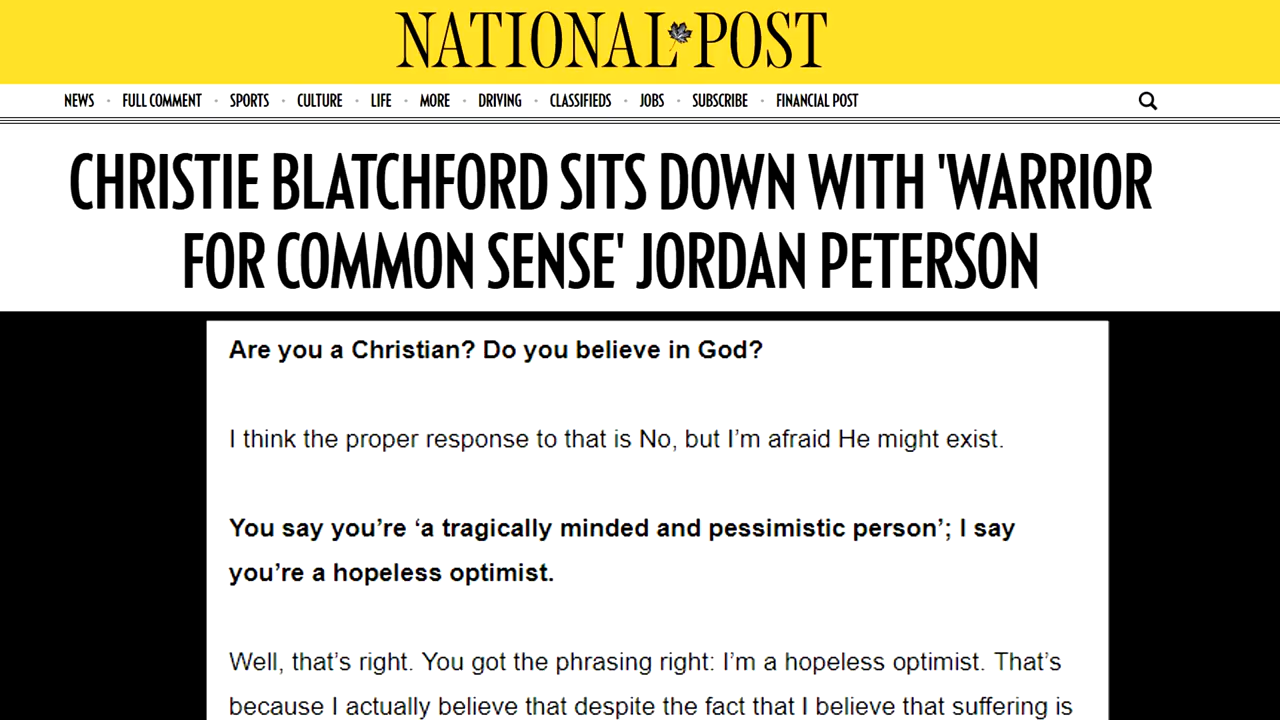 NATIONAL POST
NEWS • FULL COMMENT • SPORTS • CULTURE • LIFE • MORE • DRIVING • CLASSIFIEDS • JOBS • SUBSCRIBE • FINANCIAL POST
CHRISTIE BLATCHFORD SITS DOWN WITH 'WARRIOR
FOR COMMON SENSE' JORDAN PETERSON
Are you a Christian? Do you believe in God?
I think the proper response to that is No, but I’m afraid He might exist.
You say you’re ‘a tragically minded and pessimistic person’; I say
you’re a hopeless optimist.
Well, that’s right. You got the phrasing right: I’m a hopeless optimist. That’s
because I actually believe that despite the fact that I believe that suffering is